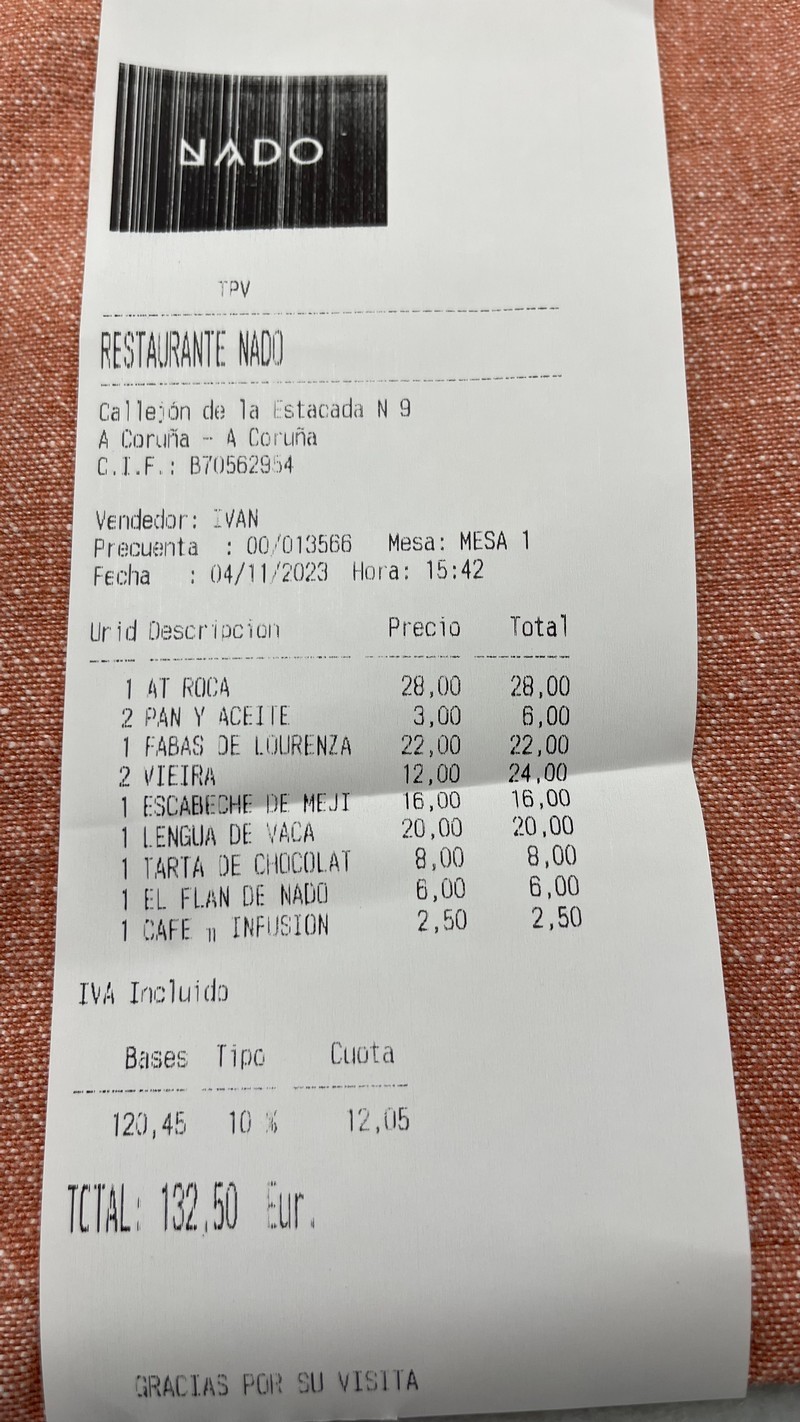 NADO
TPV
RESTAURANTE NADO
Callejón de la Estacada N 9
A Coruña - A Coruña
C.I.F.: B70562954
Vendedor: IVAN
Precuenta : 00/013566 Mesa: MESA 1
Fecha : 04/11/2023 Hora: 15:42
Unid Descripcion Precio Total
1 AT ROCA 28,00 28,00
2 PAN Y ACEITE 3,00 6,00
1 FABAS DE LOURENZA 22,00 22,00
2 VIEIRA 12,00 24,00
1 ESCABECHE DE MEJI 16,00 16,00
1 LENGUA DE VACA 20,00 20,00
1 TARTA DE CHOCOLAT 8,00 8,00
1 EL FLAN DE NADO 6,00 6,00
1 CAFE INFUSION 2,50 2,50
IVA Incluido
Bases Tipo Cuota
120,45 10 % 12,05
TOTAL: 132,50 Eur.
GRACIAS POR SU VISITA